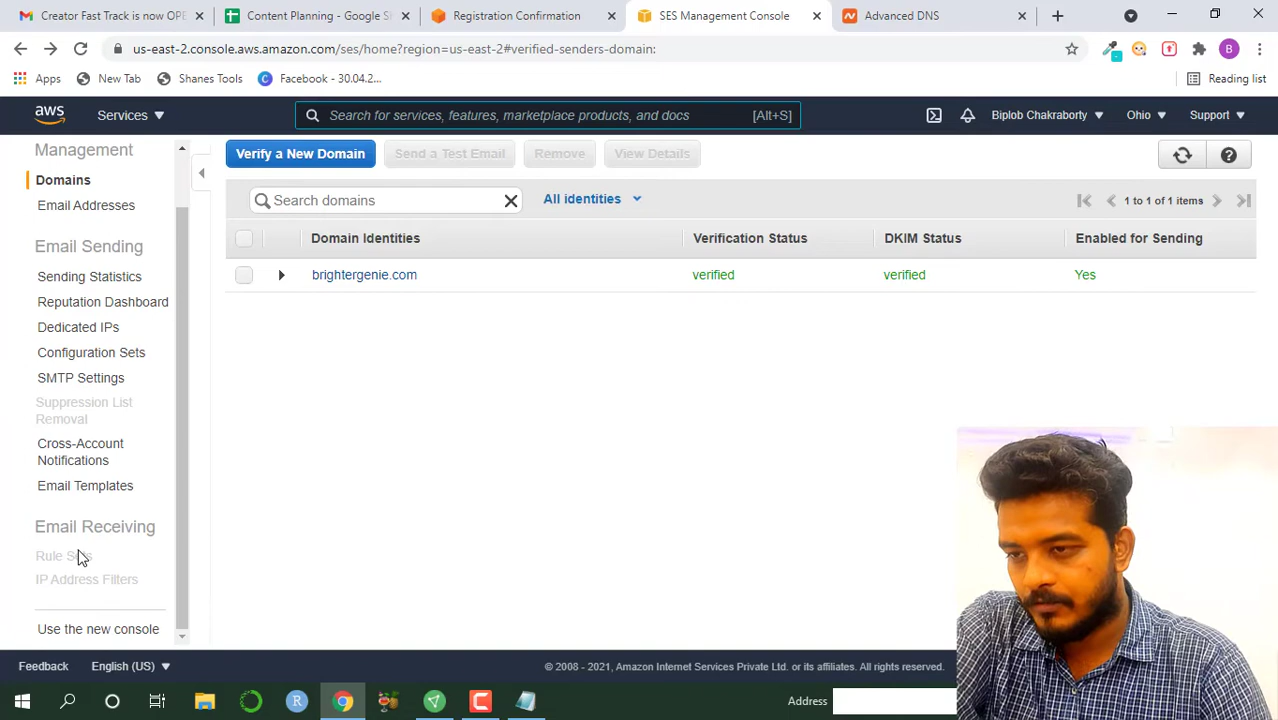 Creator Fast Track is now OPE
Content Planning - Google S
Registration Confirmation
SES Management Console
Advanced DNS
us-east-2.console.aws.amazon.com/ses/home?region=us-east-2#verified-senders-domain:
B
Apps
New Tab
Shanes Tools
Facebook - 30.04.2...
Reading list
aws
Services
Search for services, features, marketplace products, and docs
[Alt+S]
Biplob Chakraborty
Ohio
Support
Management
Domains
Email Addresses
Email Sending
Sending Statistics
Reputation Dashboard
Dedicated IPs
Configuration Sets
SMTP Settings
Suppression List
Removal
Cross-Account
Notifications
Email Templates
Email Receiving
Rule Sets
IP Address Filters
Use the new console
Verify a New Domain
Send a Test Email
Remove
View Details
Search domains
All identities
1 to 1 of 1 items
Domain Identities
Verification Status
DKIM Status
Enabled for Sending
brightergenie.com
verified
verified
Yes
Feedback
English (US)
© 2008 - 2021, Amazon Internet Services Private Ltd. or its affiliates. All rights reserved.
R
Address